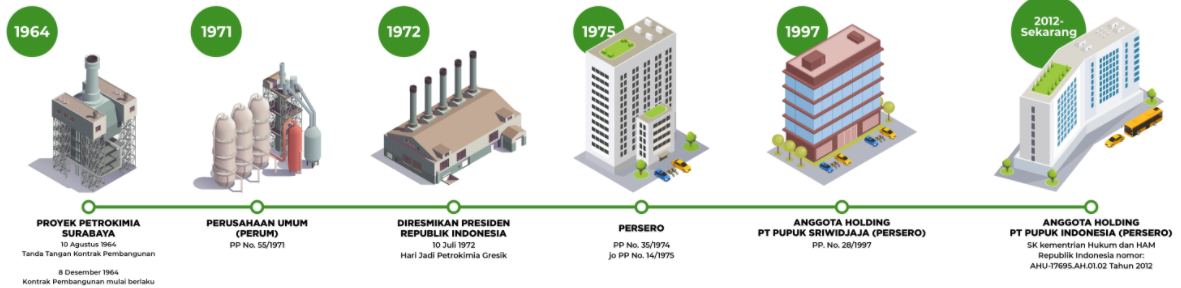 1964
PROYEK PETROKIMIA
SURABAYA
10 Agustus 1964
Tanda Tangan Kontrak Pembangunan
8 Desember 1964
Kontrak Pembangunan mulai berlaku
1971
PERUSAHAAN UMUM
(PERUM)
PP No. 55/1971
1972
DIRESMIKAN PRESIDEN
REPUBLIK INDONESIA
10 Juli 1972
Hari Jadi Petrokimia Gresik
1975
PERSERO
PP No. 35/1974
jo PP No. 14/1975
1997
ANGGOTA HOLDING
PT PUPUK SRIWIDJAJA (PERSERO)
PP. No. 28/1997
2012-
Sekarang
ANGGOTA HOLDING
PT PUPUK INDONESIA (PERSERO)
SK kementrian Hukum dan HAM
Republik Indonesia nomor:
AHU-17695.AH.01.02 Tahun 2012